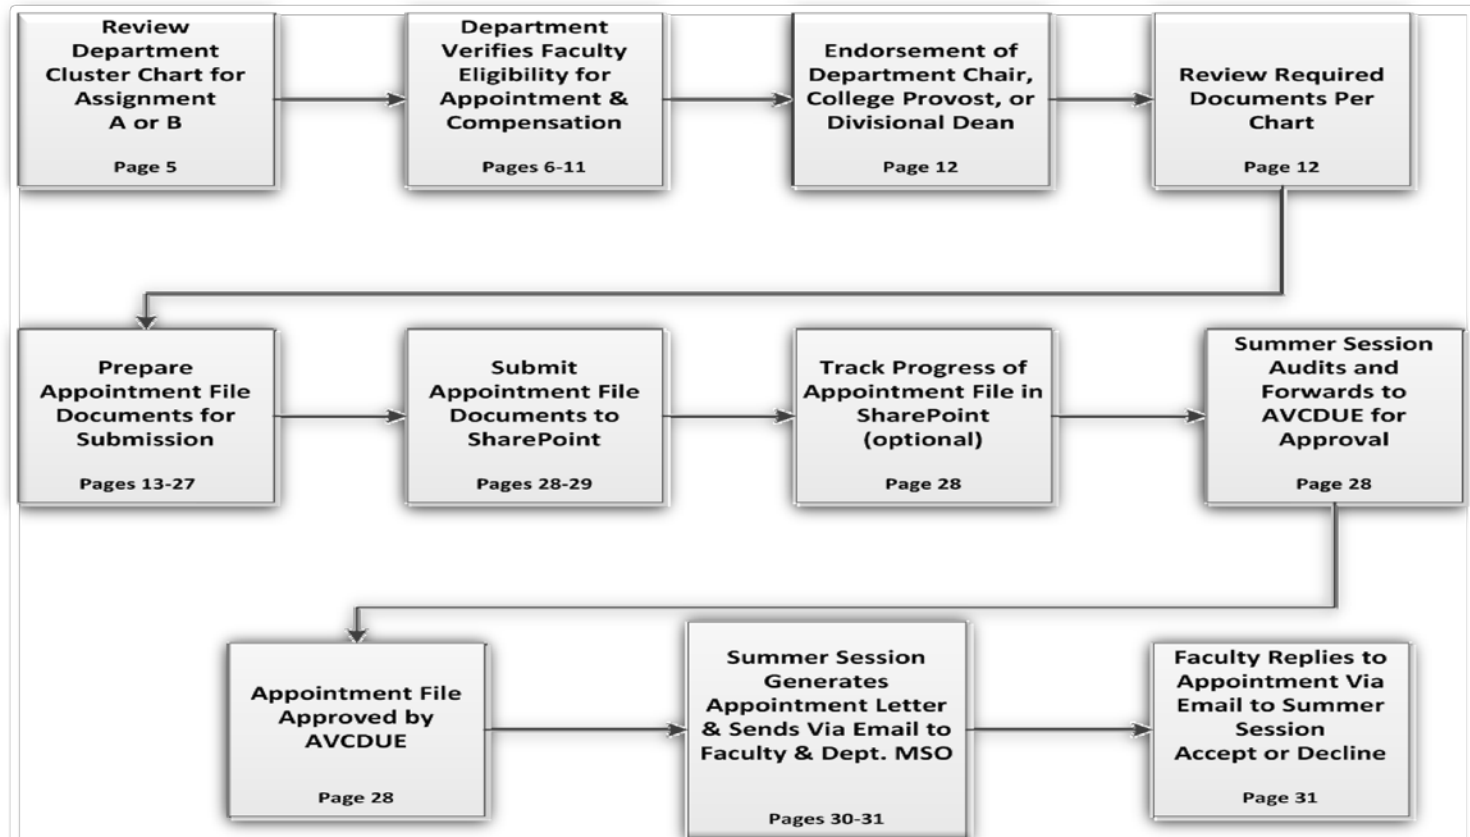 Review
Department
Cluster Chart for
Assignment
A or B
Page 5
Department
Verifies Faculty
Eligibility for
Appointment &
Compensation
Pages 6-11
Endorsement of
Department Chair,
College Provost, or
Divisional Dean
Page 12
Review Required
Documents Per
Chart
Page 12
Prepare
Appointment File
Documents for
Submission
Pages 13-27
Submit
Appointment File
Documents to
SharePoint
Pages 28-29
Track Progress of
Appointment File in
SharePoint
(optional)
Page 28
Summer Session
Audits and
Forwards to
AVCDUE for
Approval
Page 28
Appointment File
Approved by
AVCDUE
Page 28
Summer Session
Generates
Appointment Letter
& Sends Via Email to
Faculty & Dept. MSO
Pages 30-31
Faculty Replies to
Appointment Via
Email to Summer
Session
Accept or Decline
Page 31